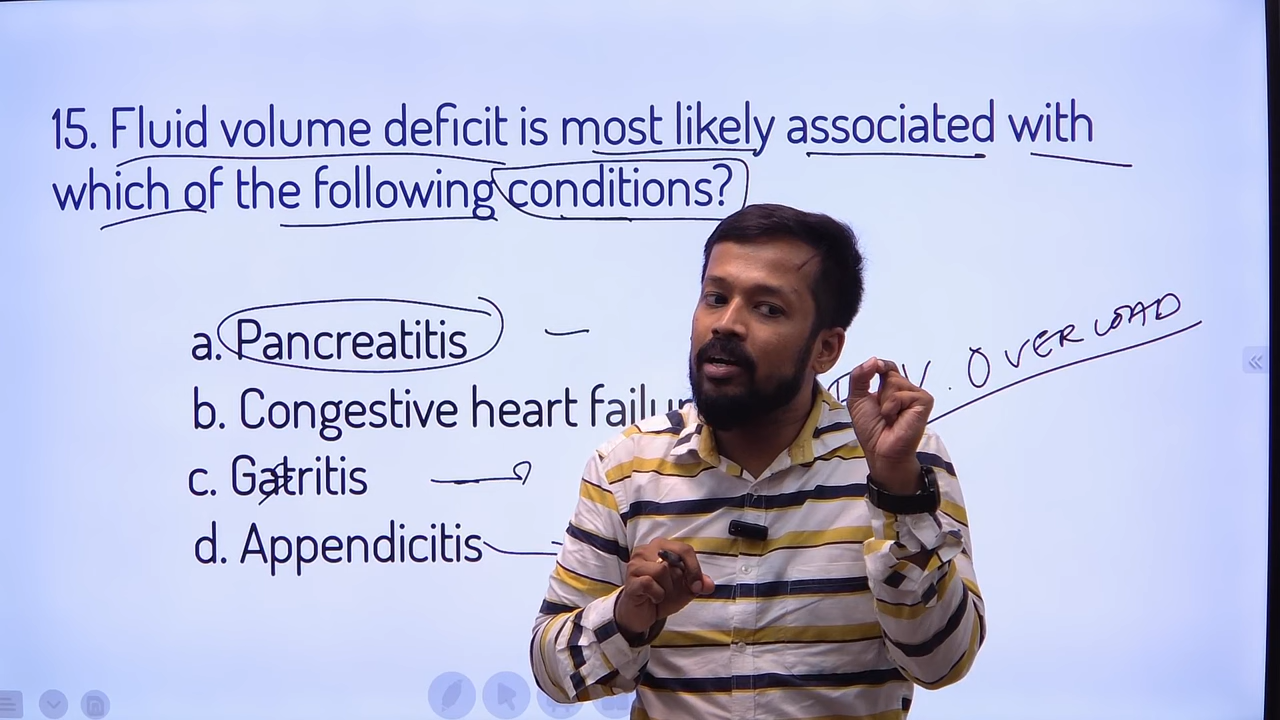 15. Fluid volume deficit is most likely associated with
which of the following conditions?
a. Pancreatitis
b. Congestive heart
c. Gatritis
d. Appendicitis
OVERLOAD